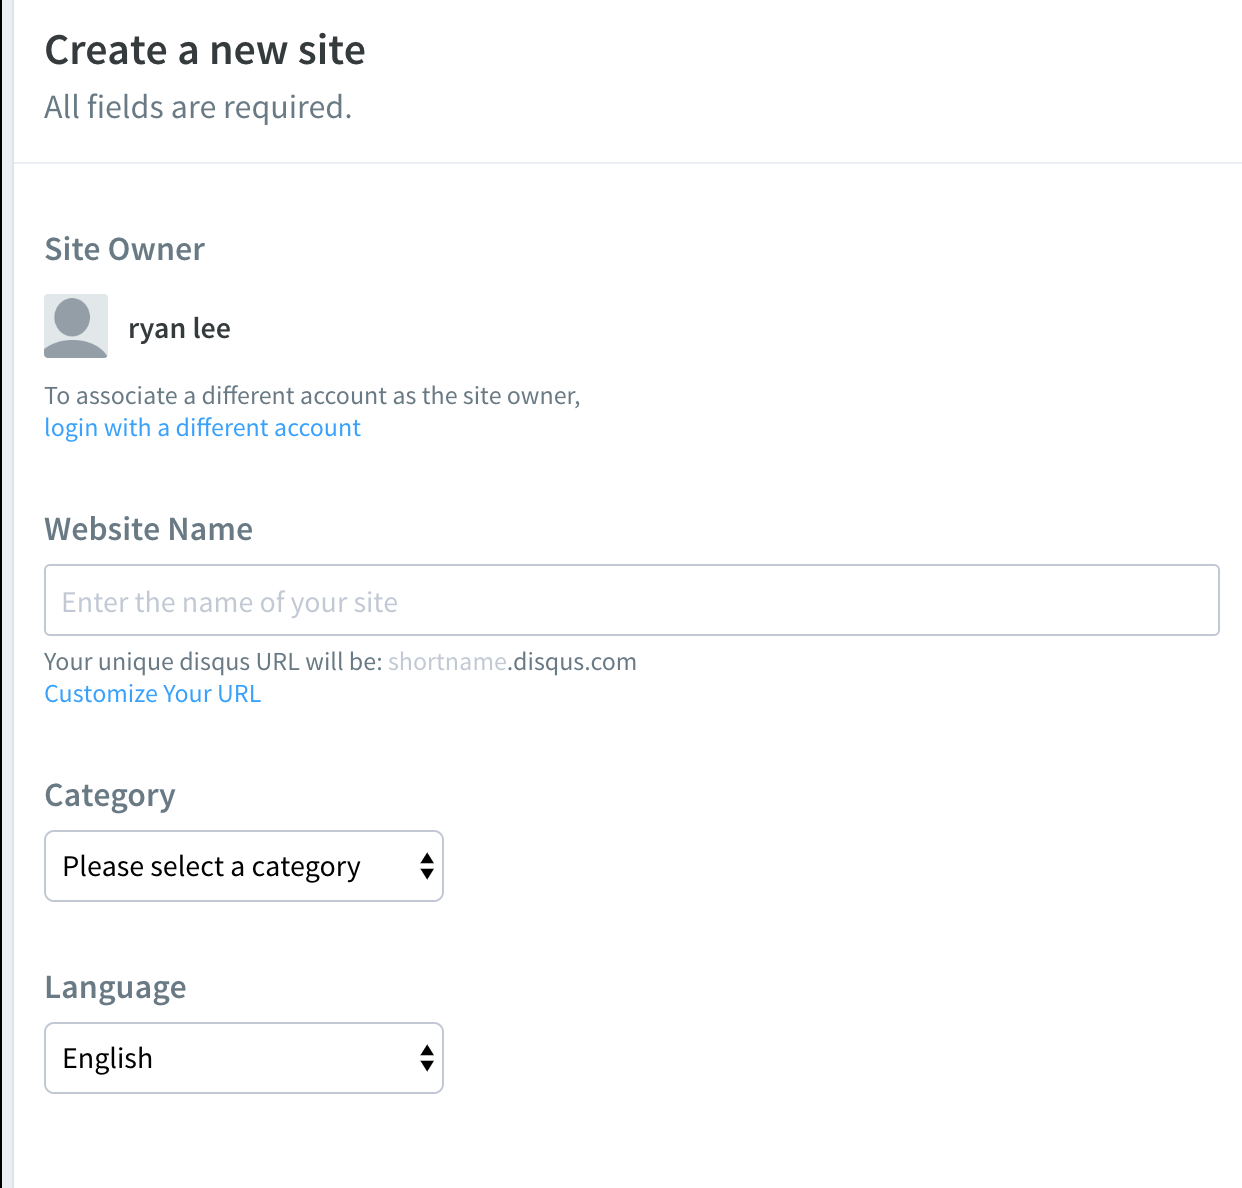 Create a new site
All fields are required.
Site Owner
ryan lee
To associate a different account as the site owner,
login with a different account
Website Name
Enter the name of your site
Your unique disqus URL will be: shortname.disqus.com
Customize Your URL
Category
Please select a category
Language
English